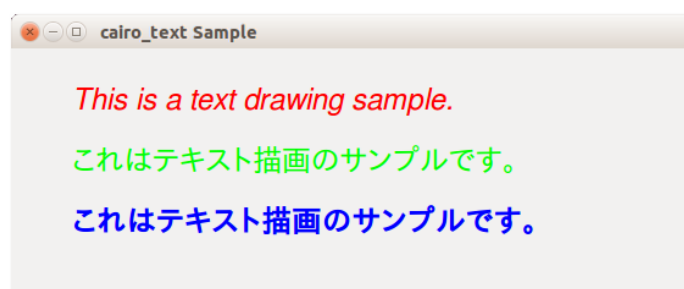 cairo_text Sample
This is a text drawing sample.
これはテキスト描画のサンプルです。
これはテキスト描画のサンプルです。